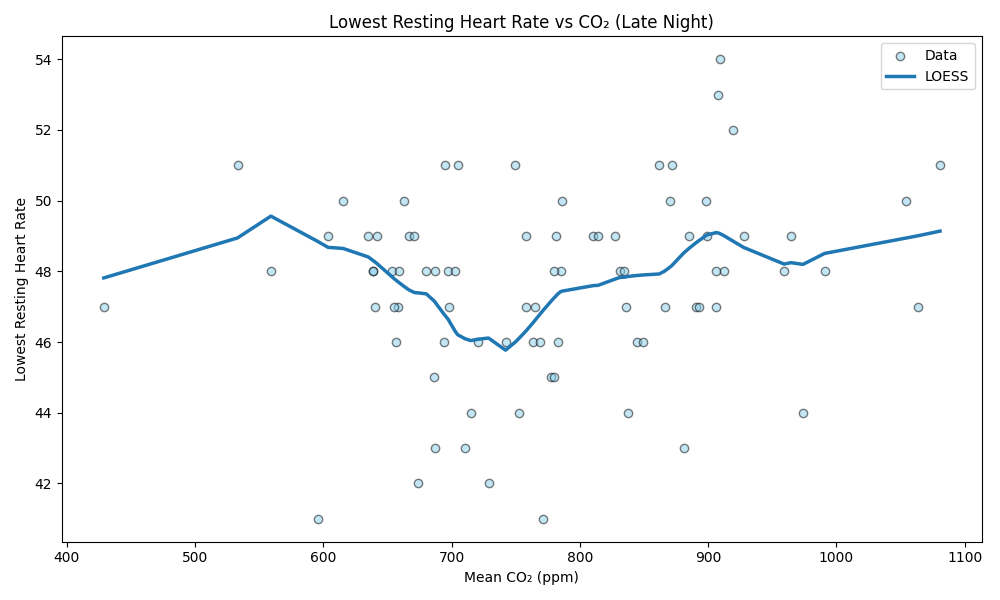 Lowest Resting Heart Rate vs CO₂ (Late Night)
Data
LOESS
Lowest Resting Heart Rate
54
52
50
48
46
44
42
400 500 600 700 800 900 1000 1100
Mean CO₂ (ppm)